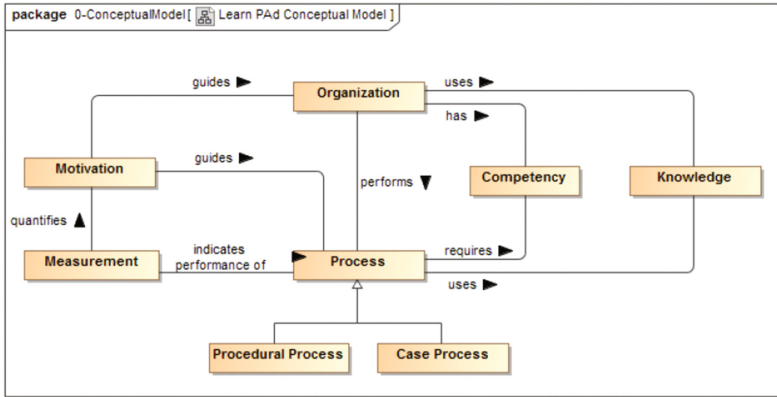 package 0-ConceptualModel[ Learn PAd Conceptual Model ]
guides
Organization
uses
has
Motivation
guides
performs
Competency
Knowledge
quantifies
Measurement
indicates
performance of
Process
requires
uses
Procedural Process
Case Process